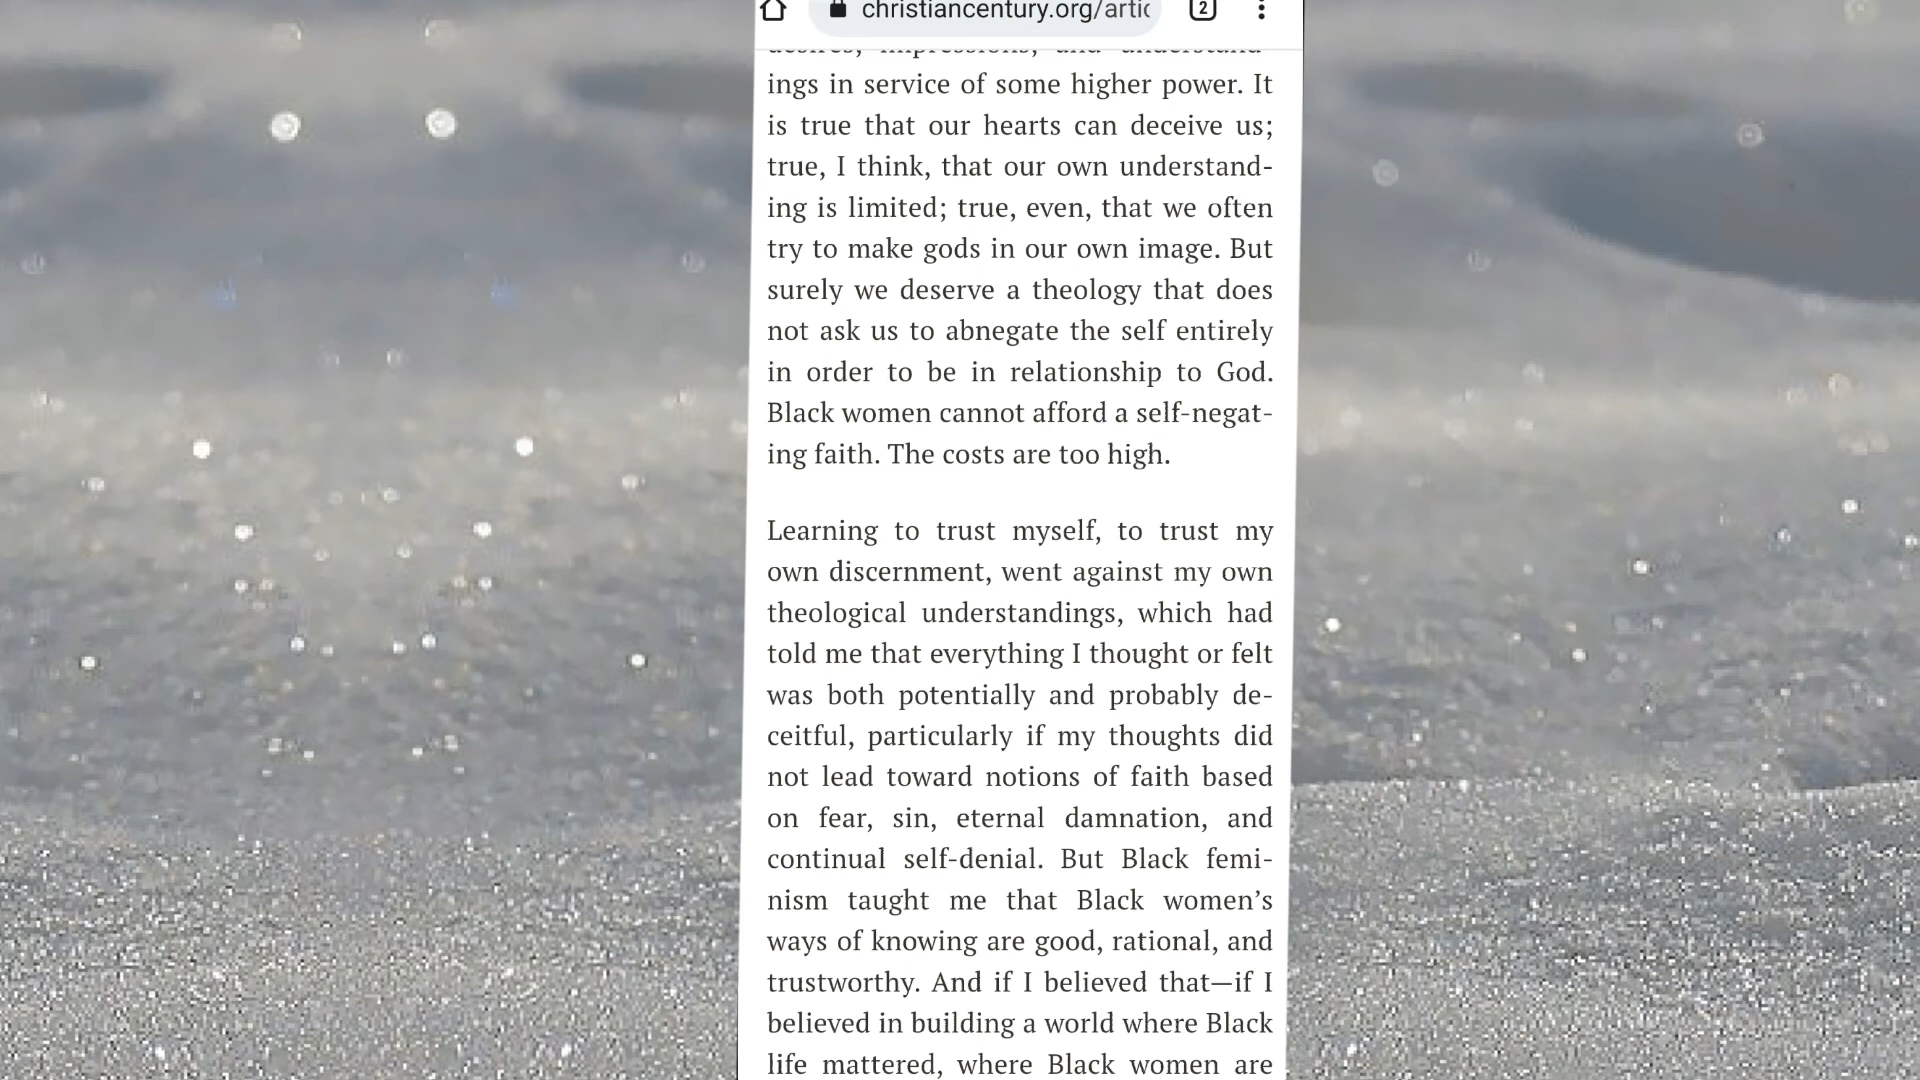 christiancentury.org/artic
2
desires, impressions, and understand-
ings in service of some higher power. It
is true that our hearts can deceive us;
true, I think, that our own understand-
ing is limited; true, even, that we often
try to make gods in our own image. But
surely we deserve a theology that does
not ask us to abnegate the self entirely
in order to be in relationship to God.
Black women cannot afford a self-negat-
ing faith. The costs are too high.
Learning to trust myself, to trust my
own discernment, went against my own
theological understandings, which had
told me that everything I thought or felt
was both potentially and probably de-
ceitful, particularly if my thoughts did
not lead toward notions of faith based
on fear, sin, eternal damnation, and
continual self-denial. But Black femi-
nism taught me that Black women’s
ways of knowing are good, rational, and
trustworthy. And if I believed that—if I
believed in building a world where Black
life mattered, where Black women are